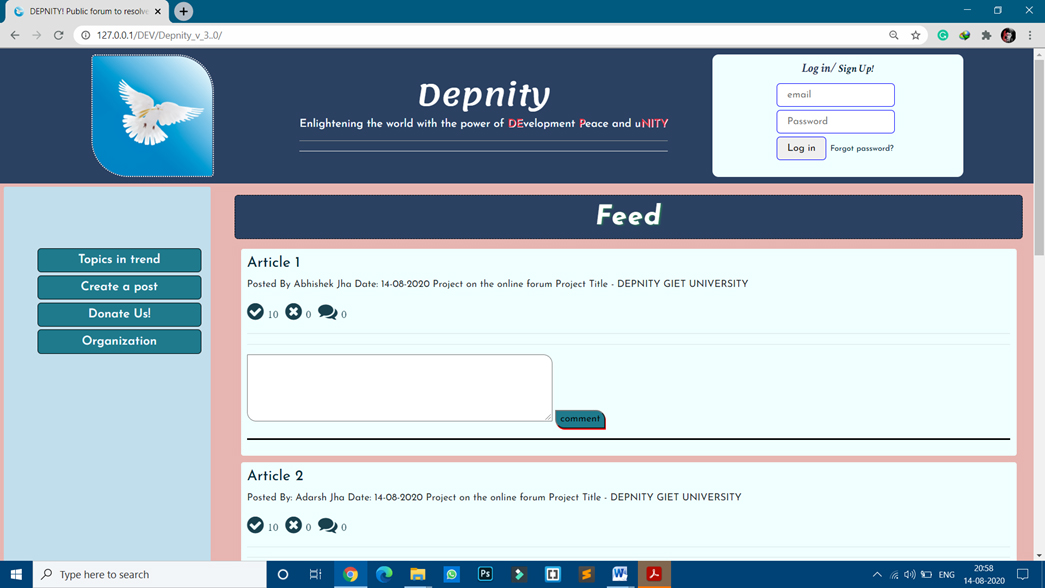 DEPNITY! Public forum to resolve
127.0.0.1/DEV/Depnity_v_3..0/
Depnity
Enlightening the world with the power of DEvelopment Peace and uNITY
Log in/ Sign Up!
email
Password
Log in Forgot password?
Topics in trend
Create a post
Donate Us!
Organization
Feed
Article 1
Posted By Abhishek Jha Date: 14-08-2020 Project on the online forum Project Title - DEPNITY GIET UNIVERSITY
10 0 0
comment
Article 2
Posted By: Adarsh Jha Date: 14-08-2020 Project on the online forum Project Title - DEPNITY GIET UNIVERSITY
10 0 0
Type here to search
Ps
W
ENG
20:58
14-08-2020